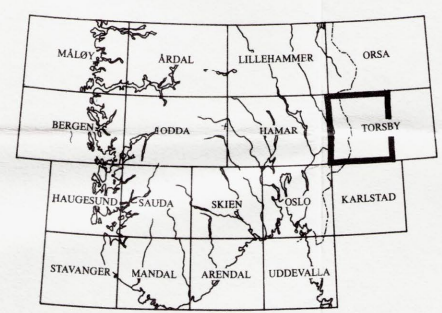 MÅLØY ÅRDAL LILLEHAMMER ORSA
BERGEN ODDA HAMAR TORSBY
HAUGESUND SAUDA SKIEN OSLO KARLSTAD
STAVANGER MANDAL ARENDAL UDDEVALLA